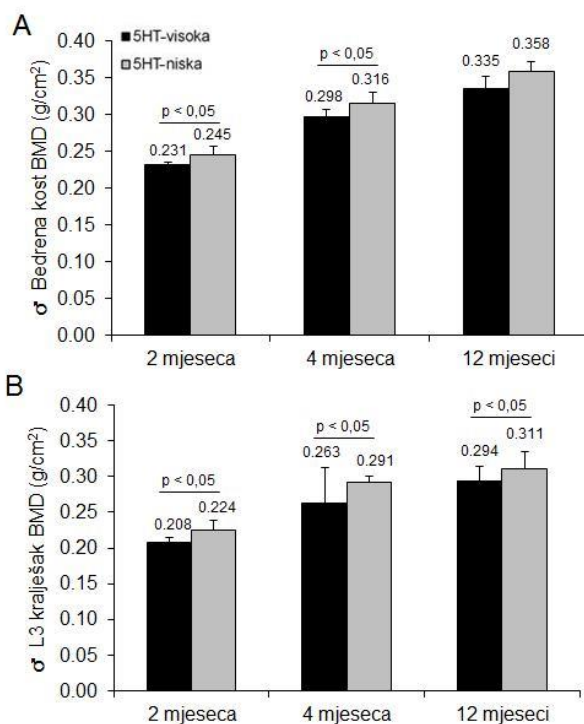 A
5HT-visoka
5HT-niska
♂ Bedrena kost BMD (g/cm²)
0.40
0.35
0.30
0.25
0.20
0.15
0.10
0.05
0.00
p < 0,05
0.231
0.245
p < 0,05
0.298
0.316
0.335
0.358
2 mjeseca
4 mjeseca
12 mjeseci
B
♂ L3 kralješak BMD (g/cm²)
0.40
0.35
0.30
0.25
0.20
0.15
0.10
0.05
0.00
p < 0,05
0.208
0.224
p < 0,05
0.263
0.291
p < 0,05
0.294
0.311
2 mjeseca
4 mjeseca
12 mjeseci